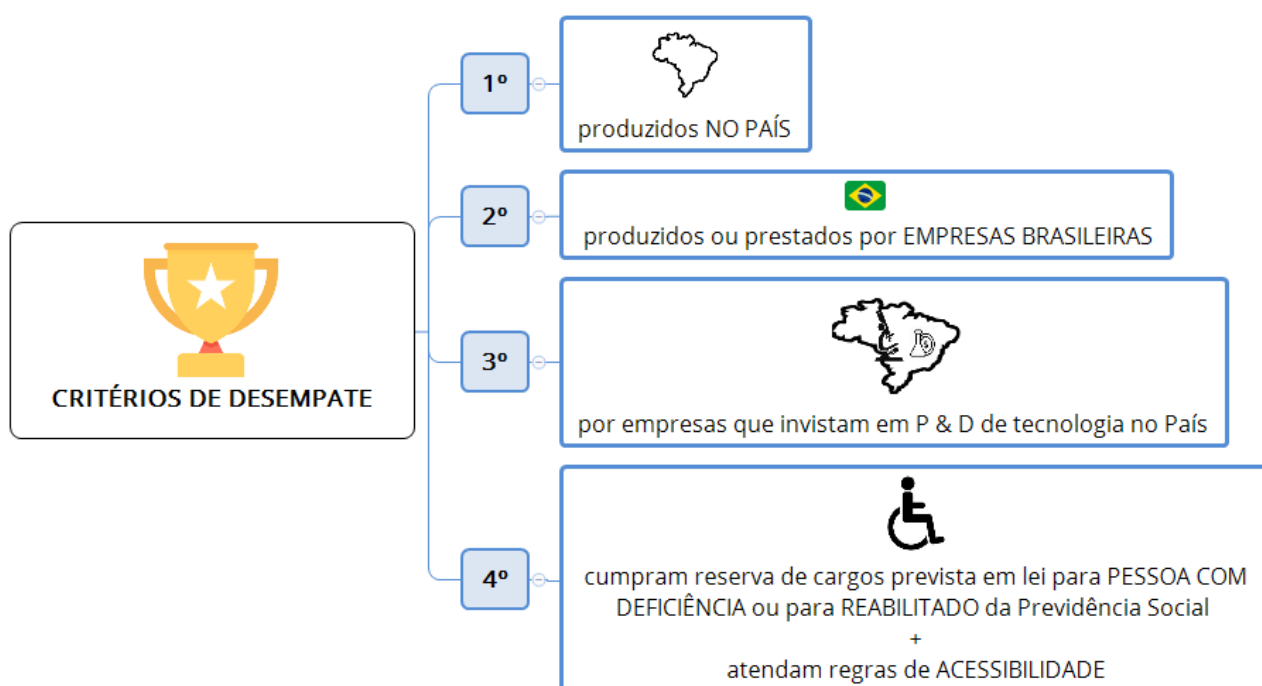 1º
produzidos NO PAÍS
2º
produzidos ou prestados por EMPRESAS BRASILEIRAS
CRITÉRIOS DE DESEMPATE
3º
por empresas que invistam em P & D de tecnologia no País
4º
cumpram reserva de cargos prevista em lei para PESSOA COM
DEFICIÊNCIA ou para REABILITADO da Previdência Social
+
atendam regras de ACESSIBILIDADE